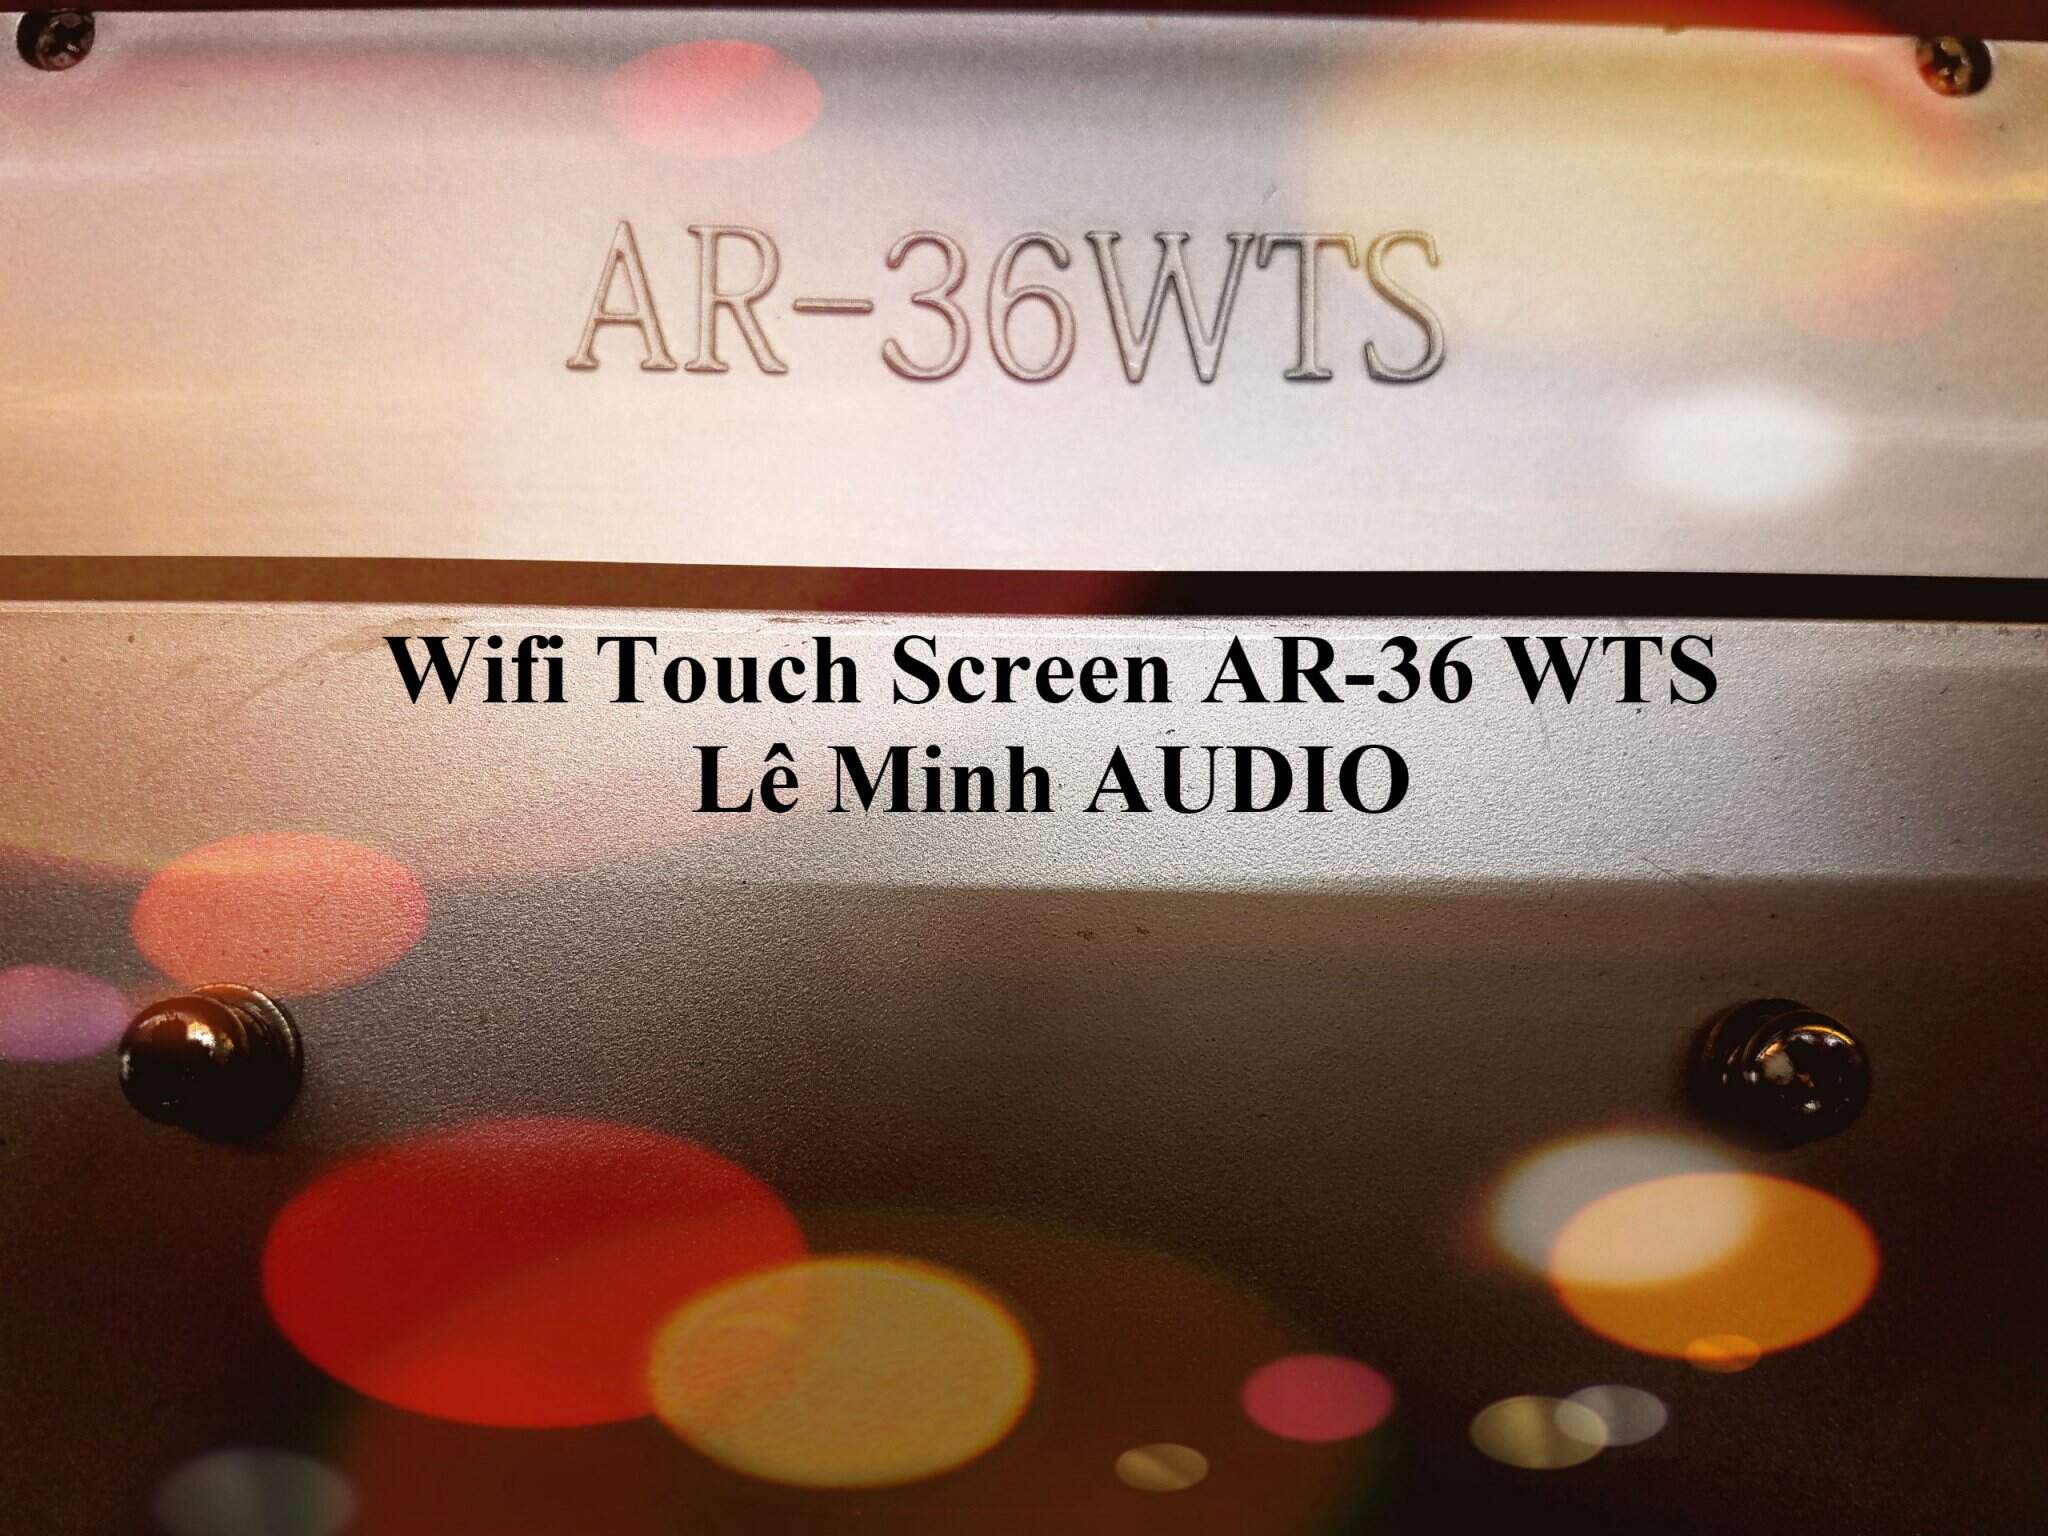 AR-36WTS
Wifi Touch Screen AR-36 WTS
Lê Minh AUDIO